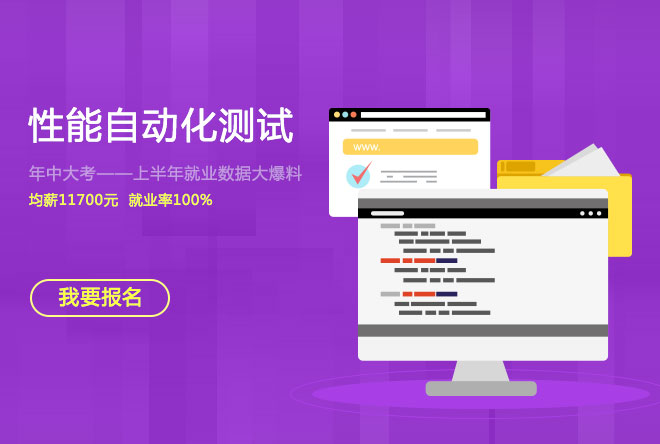 性能自动化测试
年中大考——上半年就业数据大爆料
均薪11700元 就业率100%
我要报名
www.